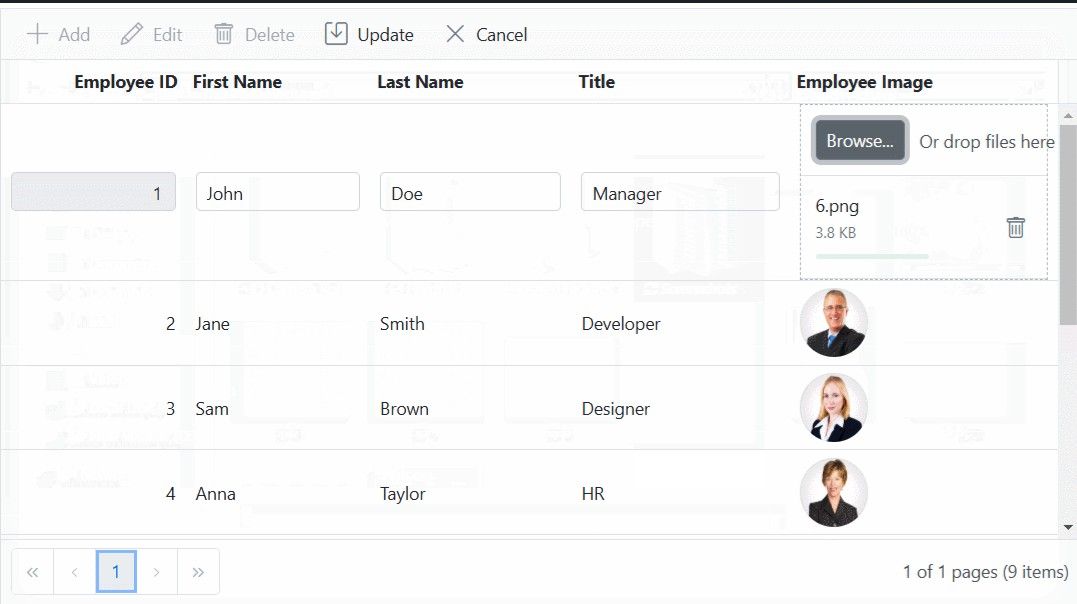 Add Edit Delete Update Cancel
Employee ID First Name Last Name Title Employee Image
Browse... Or drop files here
1 John Doe Manager
6.png
3.8 KB
2 Jane Smith Developer
3 Sam Brown Designer
4 Anna Taylor HR
« ‹ 1 › » 1 of 1 pages (9 items)